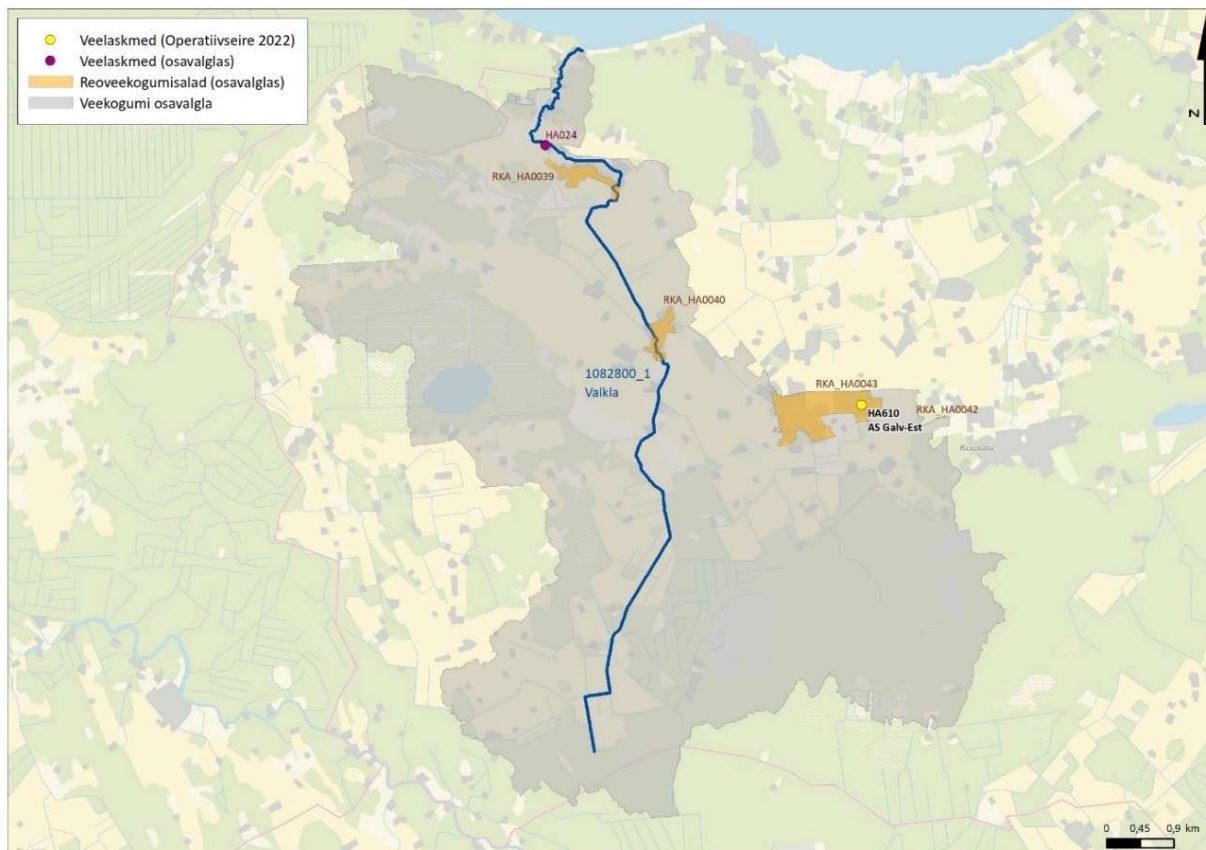 Veelaskmed (Operatiivseire 2022)
Veelaskmed (osavalglas)
Reoveekogumisalad (osavalglas)
Veekogumi osavalgla
N
HA024
RKA_HA0039
RKA_HA0040
1082800_1
Valkla
RKA_HA0043
HA610
AS Galv-Est
RKA_HA0042
Kuusalu
0 0,45 0,9 km